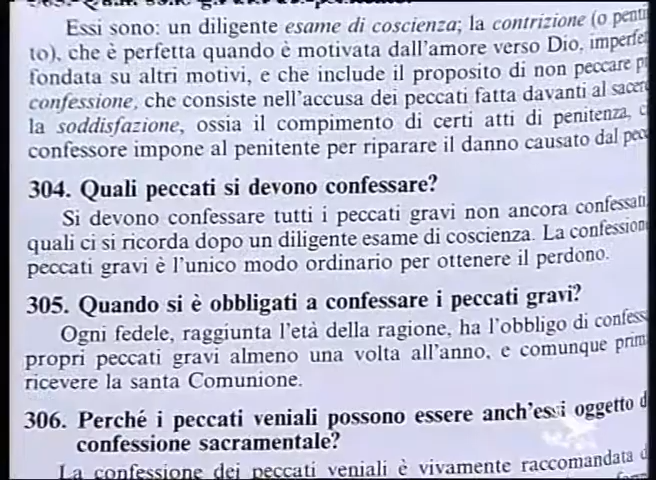 Essi sono: un diligente esame di coscienza; la contrizione (o penti
to), che è perfetta quando è motivata dall'amore verso Dio, imperfet
fondata su altri motivi, e che include il proposito di non peccare p
confessione, che consiste nell'accusa dei peccati fatta davanti al sacer
la soddisfazione, ossia il compimento di certi atti di penitenza, c
confessore impone al penitente per riparare il danno causato dal pecc
304. Quali peccati si devono confessare?
Si devono confessare tutti i peccati gravi non ancora confessati
quali ci si ricorda dopo un diligente esame di coscienza. La confession
peccati gravi è l'unico modo ordinario per ottenere il perdono.
305. Quando si è obbligati a confessare i peccati gravi?
Ogni fedele, raggiunta l'età della ragione, ha l'obbligo di confess
propri peccati gravi almeno una volta all'anno, e comunque prim
ricevere la santa Comunione.
306. Perché i peccati veniali possono essere anch'essi oggetto d
confessione sacramentale?
La confessione dei peccati veniali è vivamente raccomandata d